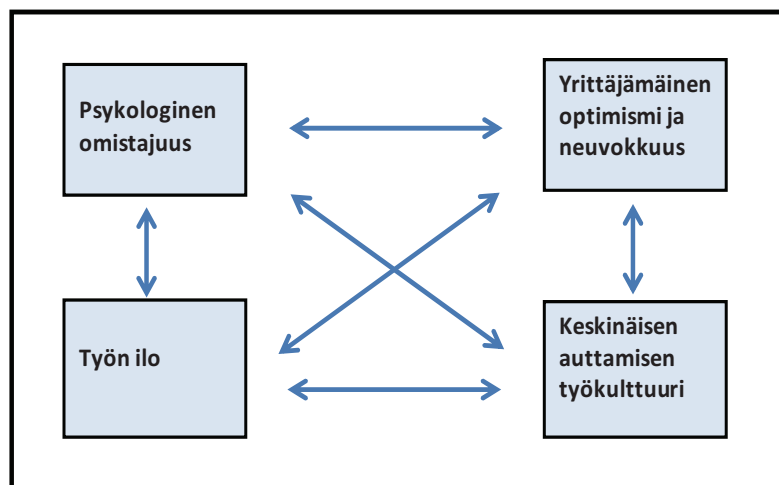 Psykologinen
omistajuus
Yrittäjämäinen
optimismi ja
neuvokkuus
Työn ilo
Keskinäisen
auttamisen
työkulttuuri